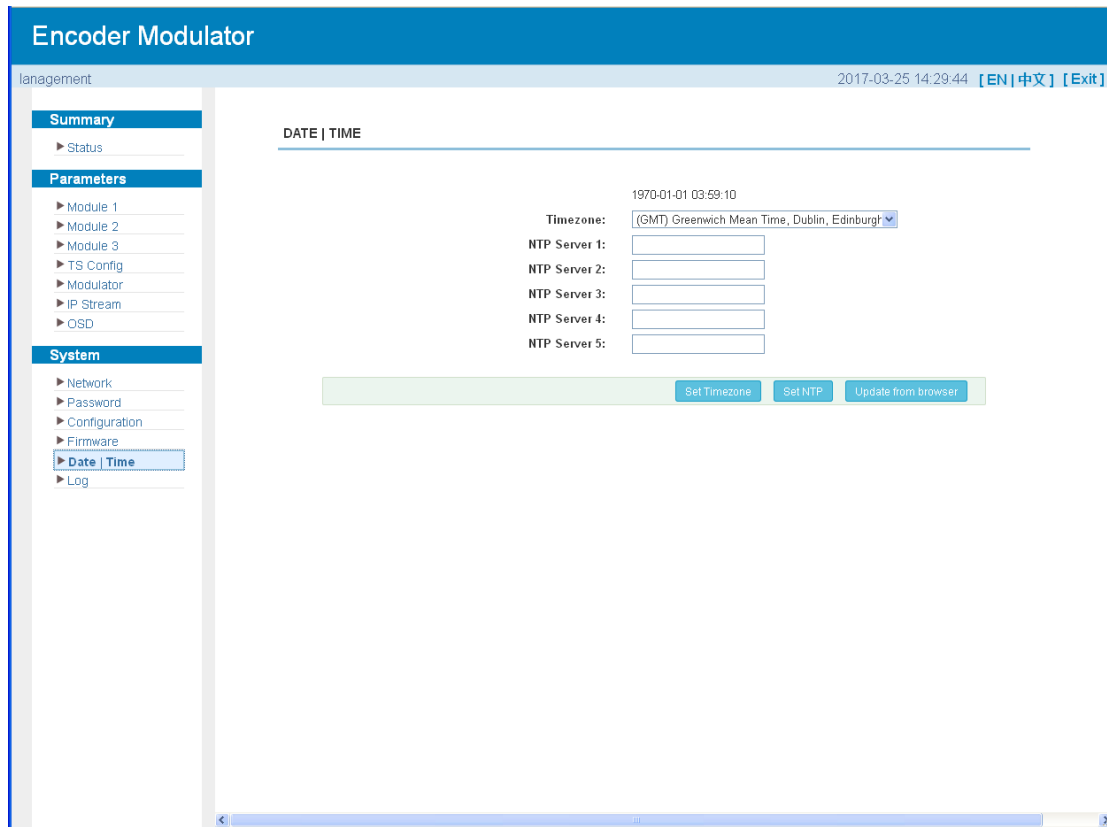 Encoder Modulator
lanagement
2017-03-25 14:29:44 [ EN | 中文 ] [ Exit ]
Summary
Status
Parameters
Module 1
Module 2
Module 3
TS Config
Modulator
IP Stream
OSD
System
Network
Password
Configuration
Firmware
Date | Time
Log
DATE | TIME
1970-01-01 03:59:10
Timezone: (GMT) Greenwich Mean Time, Dublin, Edinburgh
NTP Server 1:
NTP Server 2:
NTP Server 3:
NTP Server 4:
NTP Server 5:
Set Timezone Set NTP Update from browser